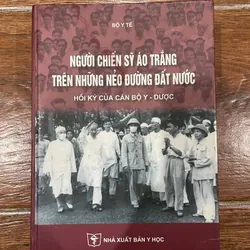 BỘ Y TẾ
NGƯỜI CHIẾN SỸ ÁO TRẮNG
TRÊN NHỮNG NẺO ĐƯỜNG ĐẤT NƯỚC
HỒI KÝ CỦA CÁN BỘ Y - DƯỢC
NHÀ XUẤT BẢN Y HỌC